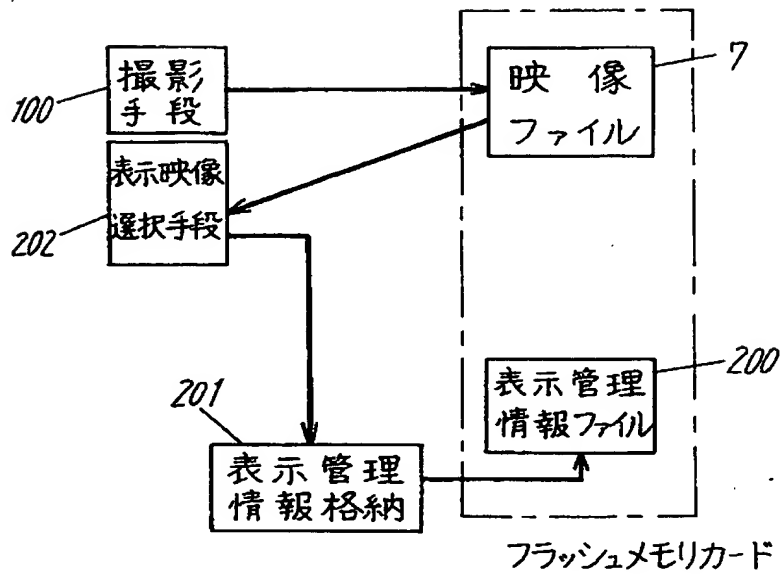 撮影
手段
100
映像
ファイル
7
表示映像
選択手段
202
表示管理
情報ファイル
200
201
表示管理
情報格納
フラッシュメモリカード